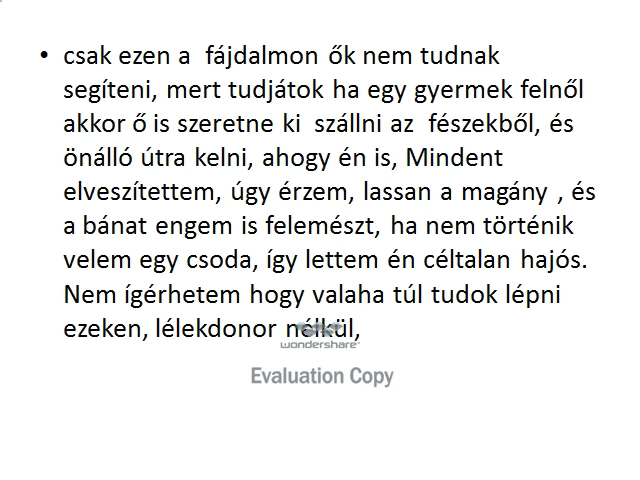 • csak ezen a  fájdalmon ők nem tudnak
segíteni, mert tudjátok ha egy gyermek felnől
akkor ő is szeretne ki  szállni az  fészekből, és
önálló útra kelni, ahogy én is, Mindent
elveszítettem, úgy érzem, lassan a magány , és
a bánat engem is felemészt, ha nem történik
velem egy csoda, így lettem én céltalan hajós.
Nem ígérhetem hogy valaha túl tudok lépni
ezeken, lélekdonor nélkül,
wondershare
Evaluation Copy